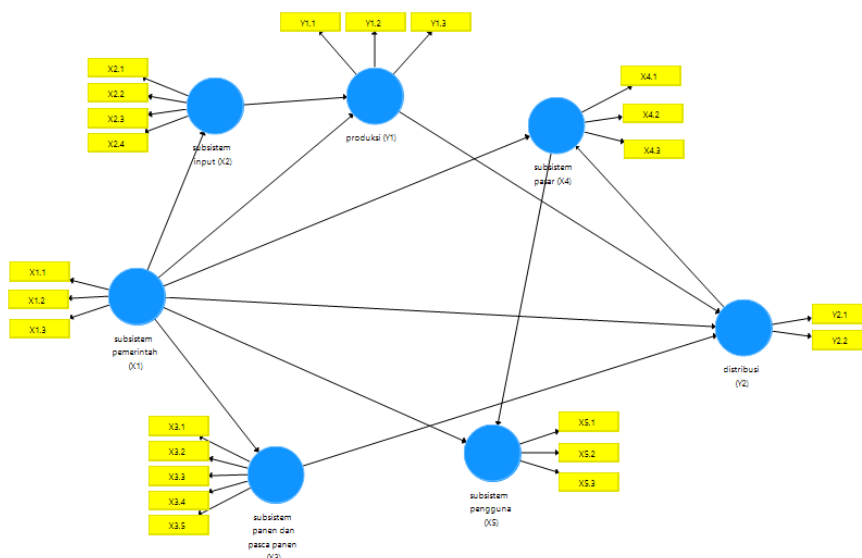 Y1.1
Y1.2
Y1.3
X2.1
X2.2
X2.3
X2.4
subsistem
input (X2)
produksi (Y1)
X4.1
X4.2
X4.3
subsistem
pasar (X4)
X1.1
X1.2
X1.3
subsistem
pemerintah
(X1)
Y2.1
Y2.2
distribusi
(Y2)
X3.1
X3.2
X3.3
X3.4
X3.5
subsistem
panen dan
pasca panen
X5.1
X5.2
X5.3
subsistem
pengguna
(X5)